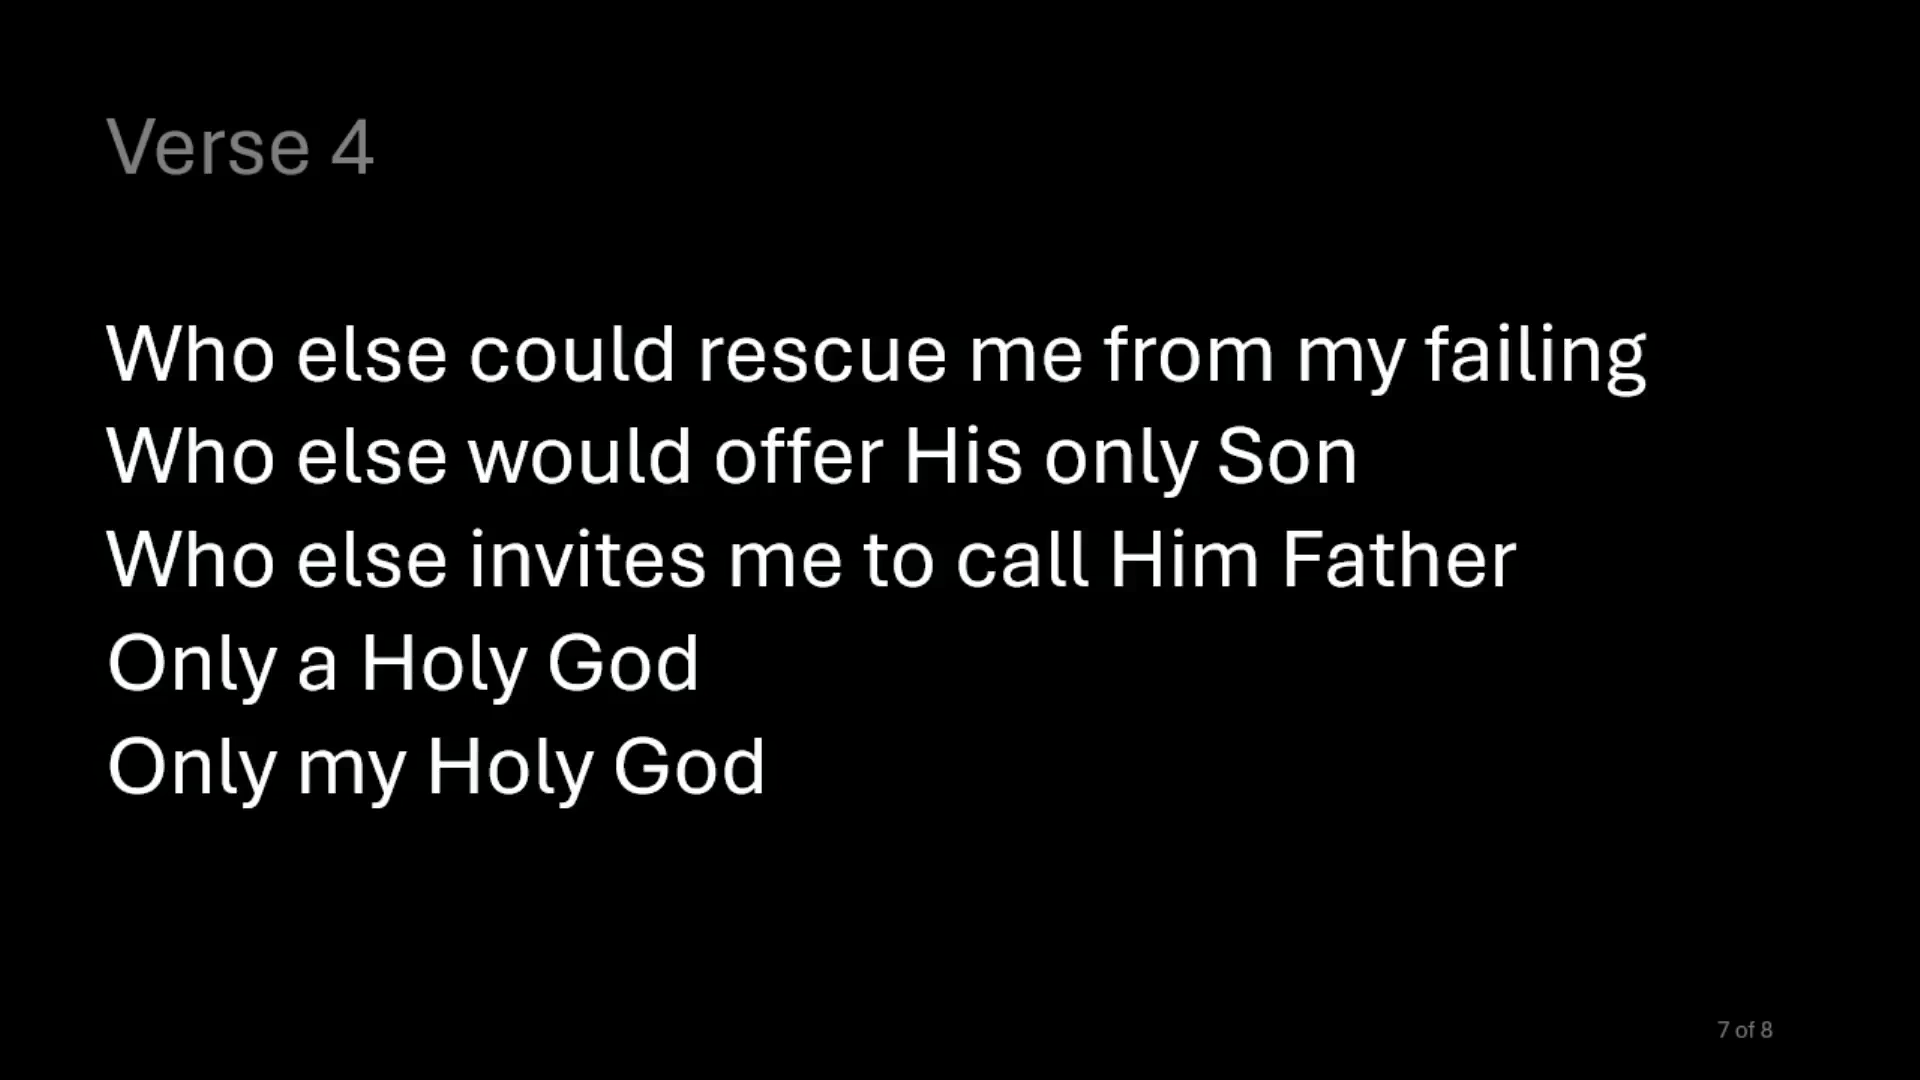 Verse 4
Who else could rescue me from my failing
Who else would offer His only Son
Who else invites me to call Him Father
Only a Holy God
Only my Holy God
7 of 8